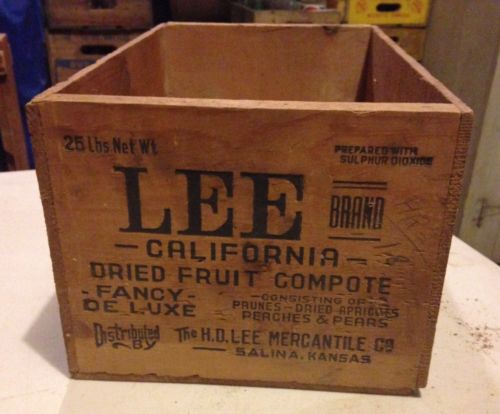 25 Lbs. Net Wt.
PREPARED WITH
SULPHUR DIOXIDE
LEE
BRAND
CALIFORNIA
DRIED FRUIT COMPOTE
- FANCY -
DE LUXE
CONSISTING OF
PRUNES - DRIED APRICOTS
PEACHES & PEARS
Distributed
BY
The H.D. LEE MERCANTILE CO
SALINA, KANSAS